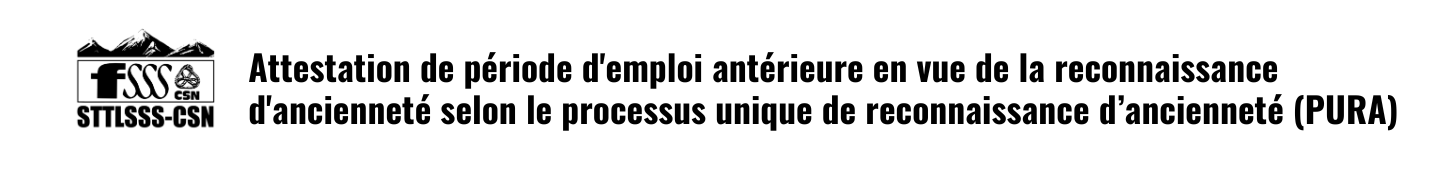 fsss
CSN
STTLSSS-CSN
Attestation de période d'emploi antérieure en vue de la reconnaissance
d'ancienneté selon le processus unique de reconnaissance d’ancienneté (PURA)